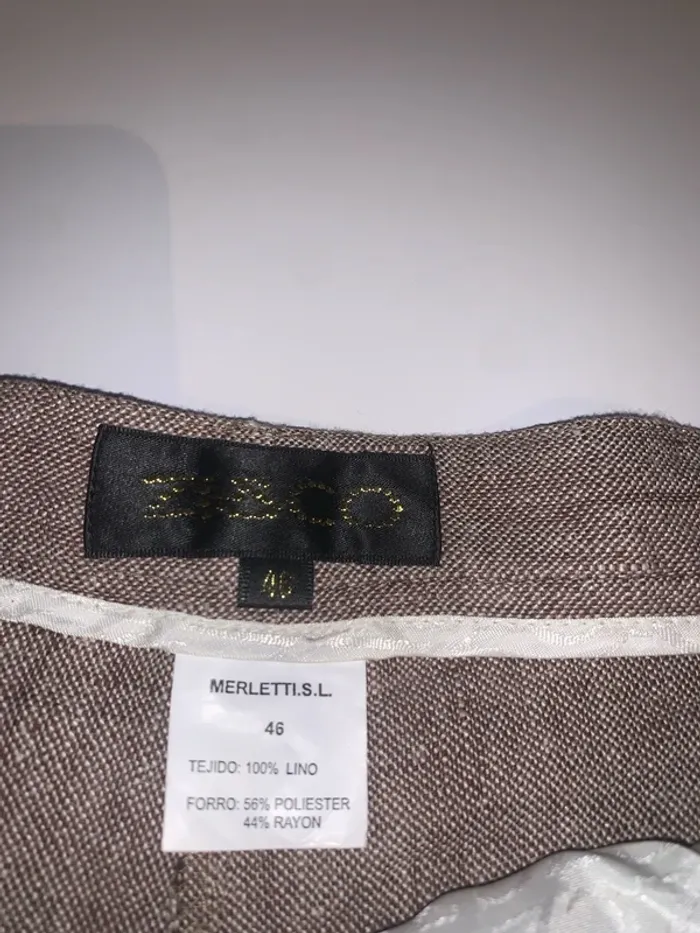 46
MERLETTI.S.L.
46
TEJIDO: 100% LINO
FORRO: 56% POLIESTER
44% RAYON